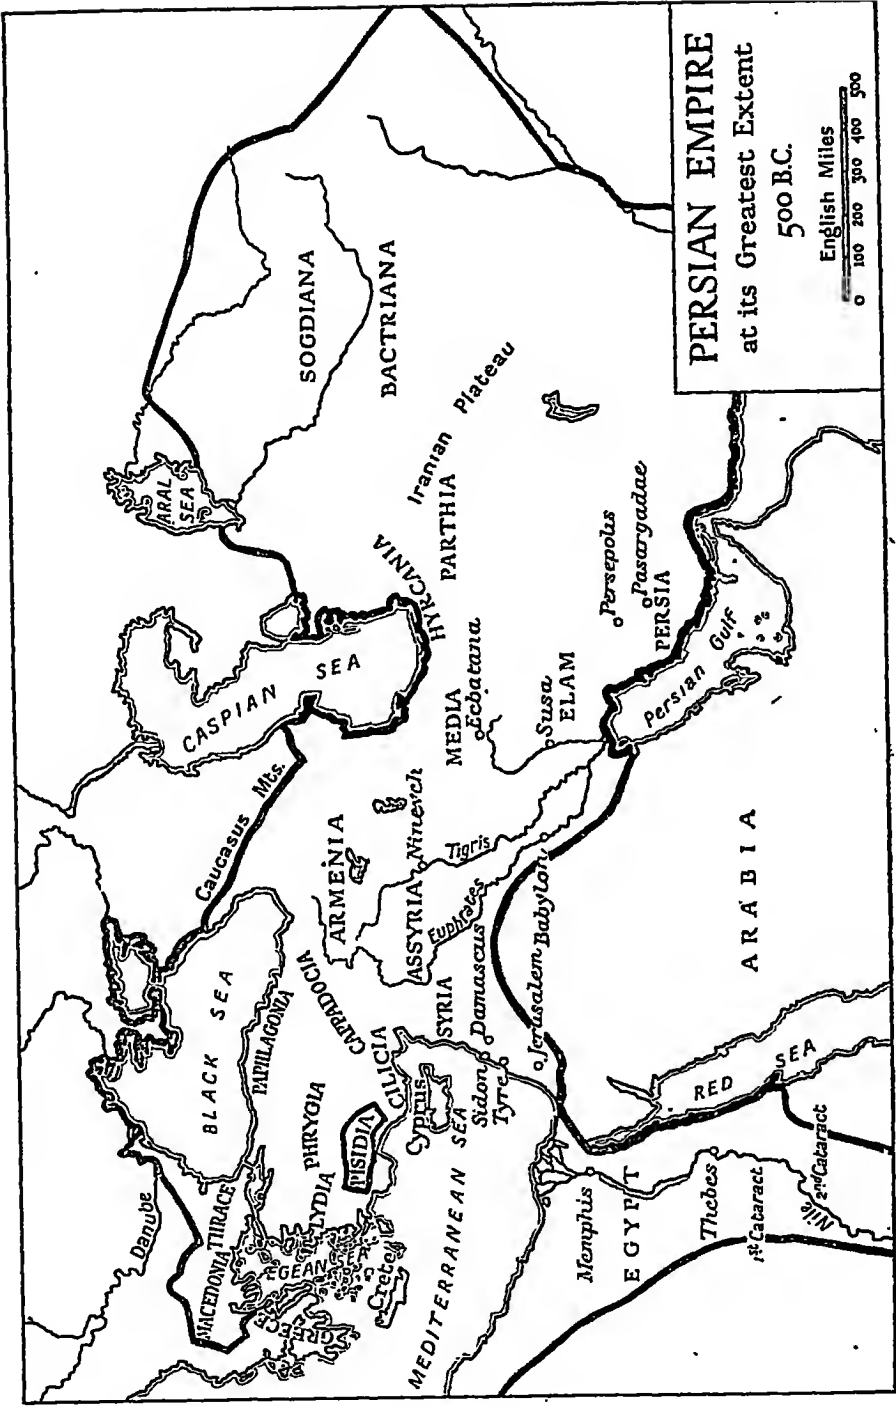 PERSIAN EMPIRE
at its Greatest Extent
500 B.C.
English Miles
0 100 200 300 400 500
Danube
MACEDONIA
THRACE
GREECE
EGEAN
Crete
LYDIA
PHRYGIA
PISIDIA
BLACK SEA
PAPHLAGONIA
CAPPADOCIA
CILICIA
Cyprus
MEDITERRANEAN SEA
Caucasus Mts.
ARMENIA
ASSYRIA
Nineveh
Tigris
Euphrates
SYRIA
Damascus
Sidon
Tyre
Jerusalem
Babylon
CASPIAN SEA
ARAL SEA
SOGDIANA
BACTRIANA
HYRCANIA
PARTHIA
Iranian Plateau
MEDIA
Ecbatana
Susa
ELAM
Persepolis
Pasargadae
PERSIA
Persian Gulf
ARABIA
RED SEA
Memphis
EGYPT
Thebes
1st Cataract
Nile
2nd Cataract